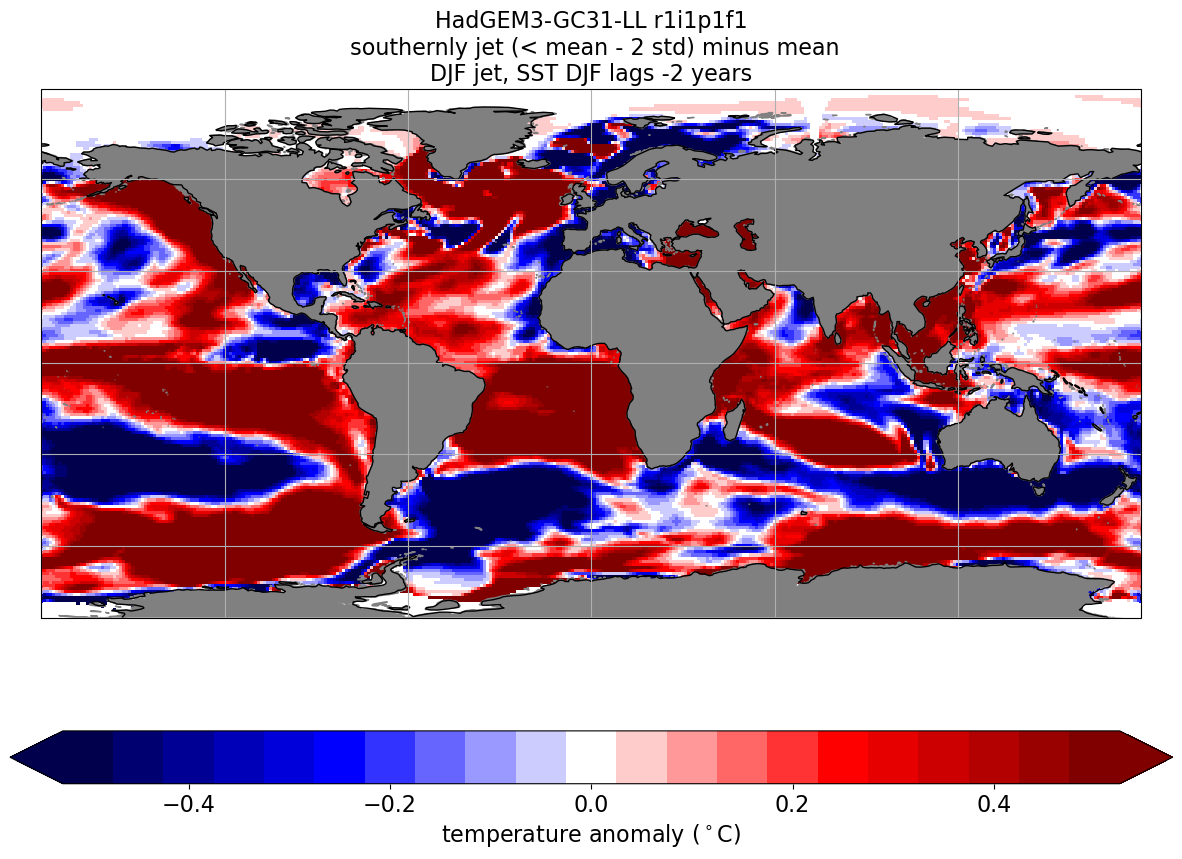 HadGEM3-GC31-LL r1i1p1f1
southernly jet (< mean - 2 std) minus mean
DJF jet, SST DJF lags -2 years
−0.4 −0.2 0.0 0.2 0.4
temperature anomaly (°C)